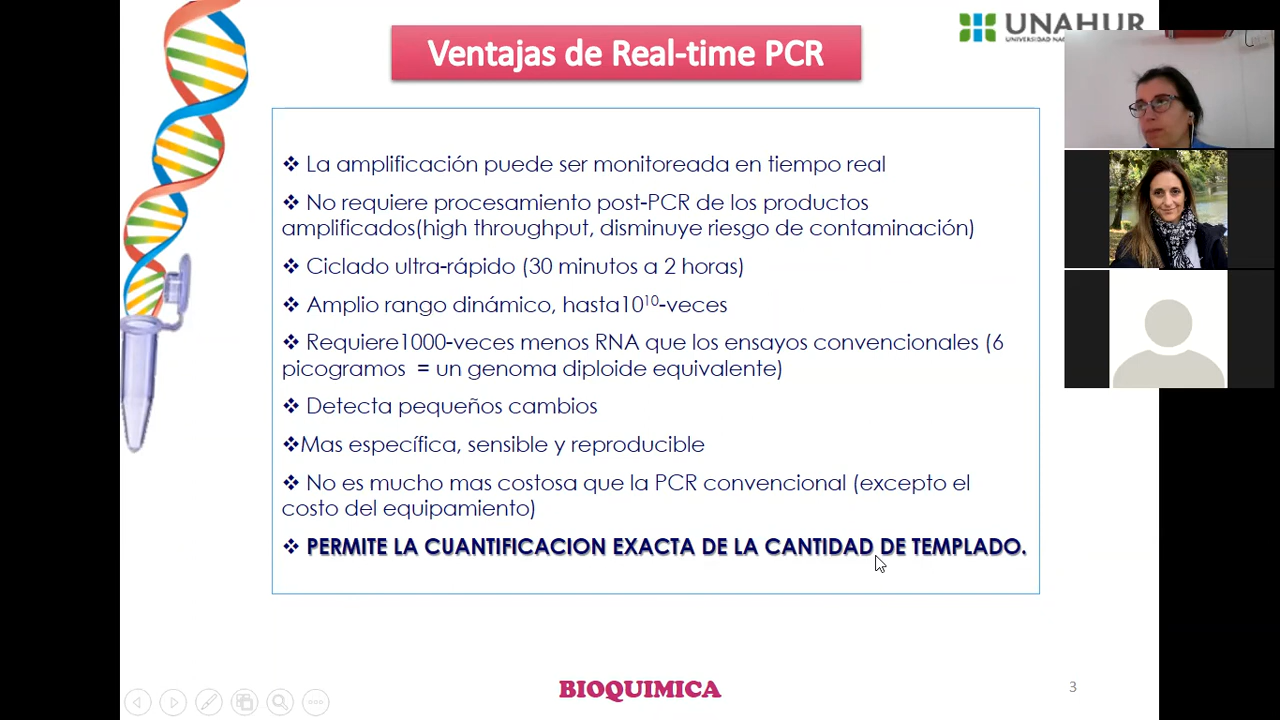 UNAHUR
Ventajas de Real-time PCR
❖ La amplificación puede ser monitoreada en tiempo real
❖ No requiere procesamiento post-PCR de los productos
amplificados(high throughput, disminuye riesgo de contaminación)
❖ Ciclado ultra-rápido (30 minutos a 2 horas)
❖ Amplio rango dinámico, hasta10¹⁰-veces
❖ Requiere1000-veces menos RNA que los ensayos convencionales (6
picogramos = un genoma diploide equivalente)
❖ Detecta pequeños cambios
❖Mas específica, sensible y reproducible
❖ No es mucho mas costosa que la PCR convencional (excepto el
costo del equipamiento)
❖ PERMITE LA CUANTIFICACION EXACTA DE LA CANTIDAD DE TEMPLADO.
BIOQUIMICA
3